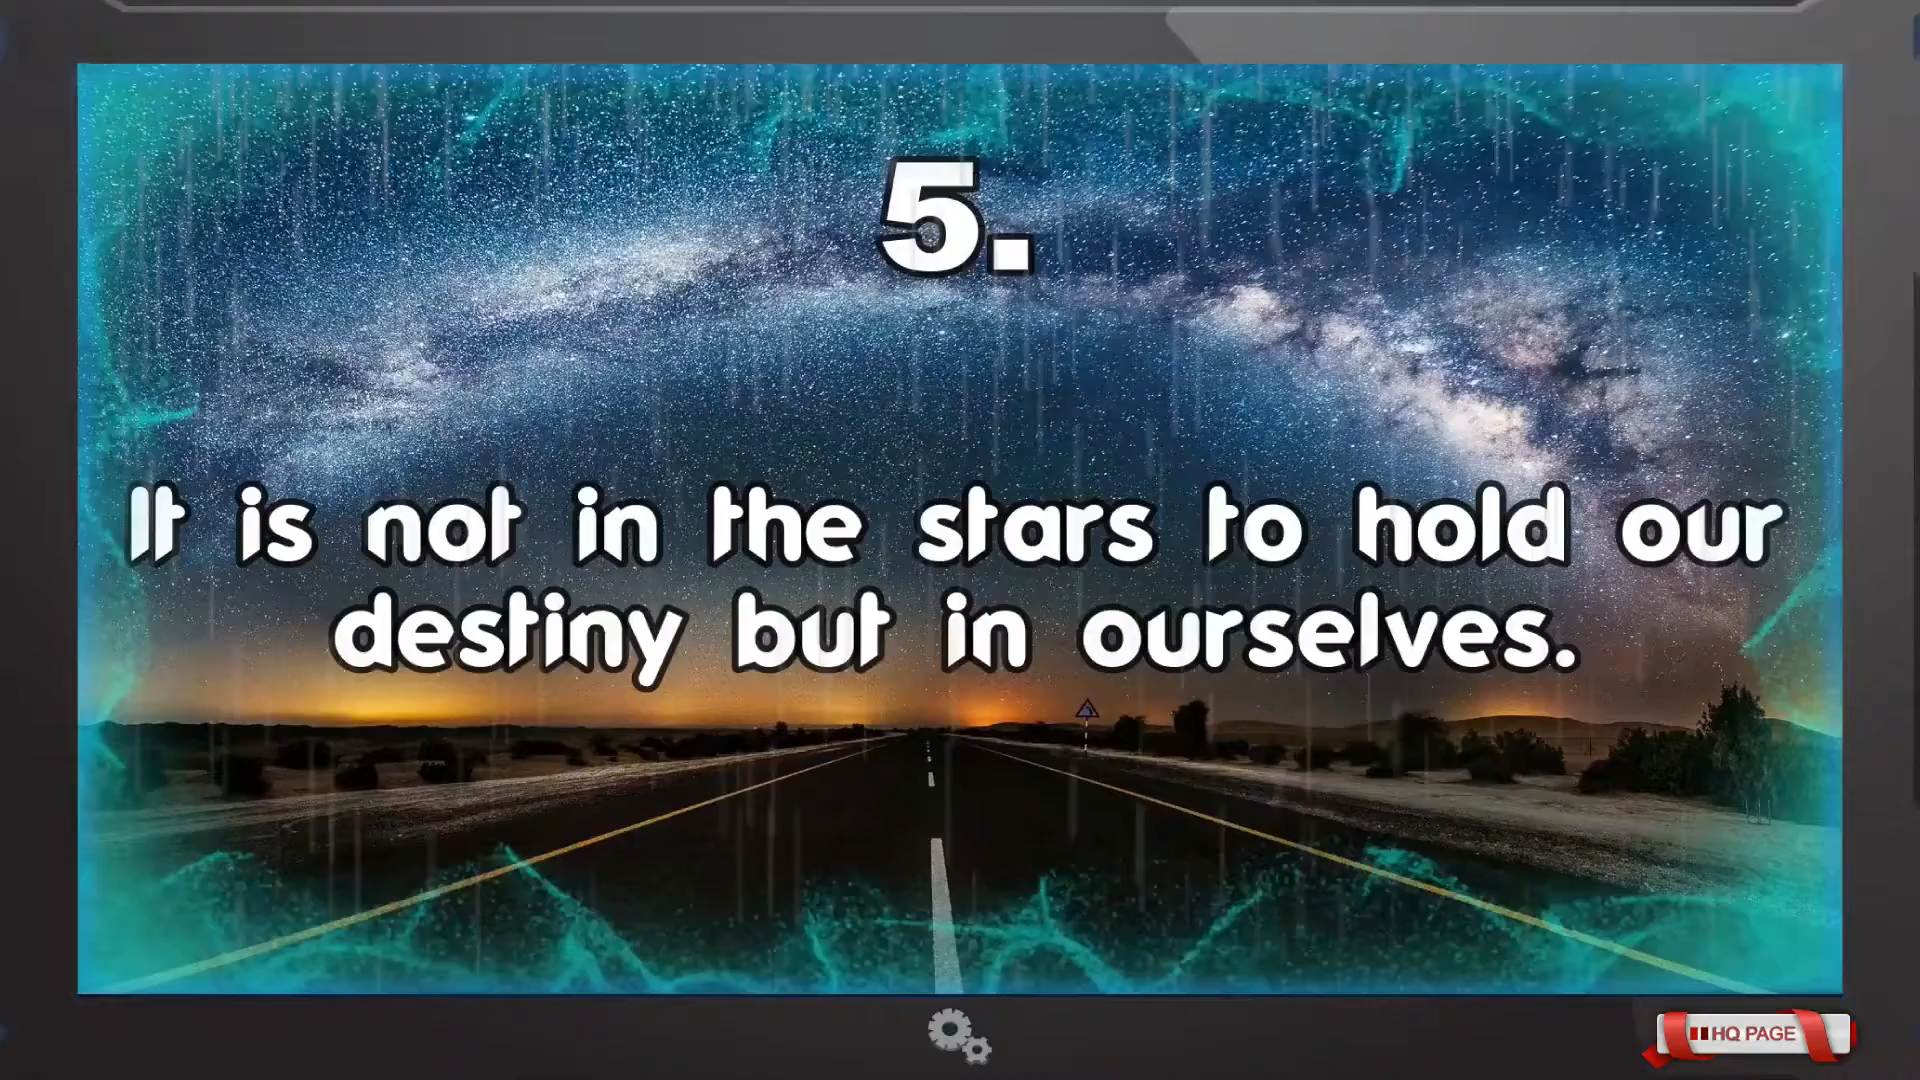 5.
It is not in the stars to hold our
destiny but in ourselves.
HQ PAGE